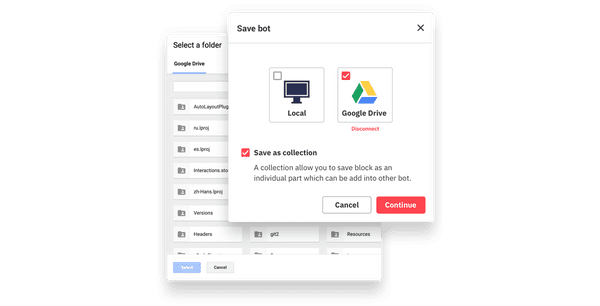 Save bot
Local
Google Drive
Disconnect
Save as collection
A collection allow you to save block as an
individual part which can be add into other bot.
Cancel
Continue
Select a folder
Google Drive
AutoLayoutPlug
ru.lproj
es.lproj
Interactions.sto
zh-Hans.lproj
Versions
Headers
git2
Resources
Select
Cancel